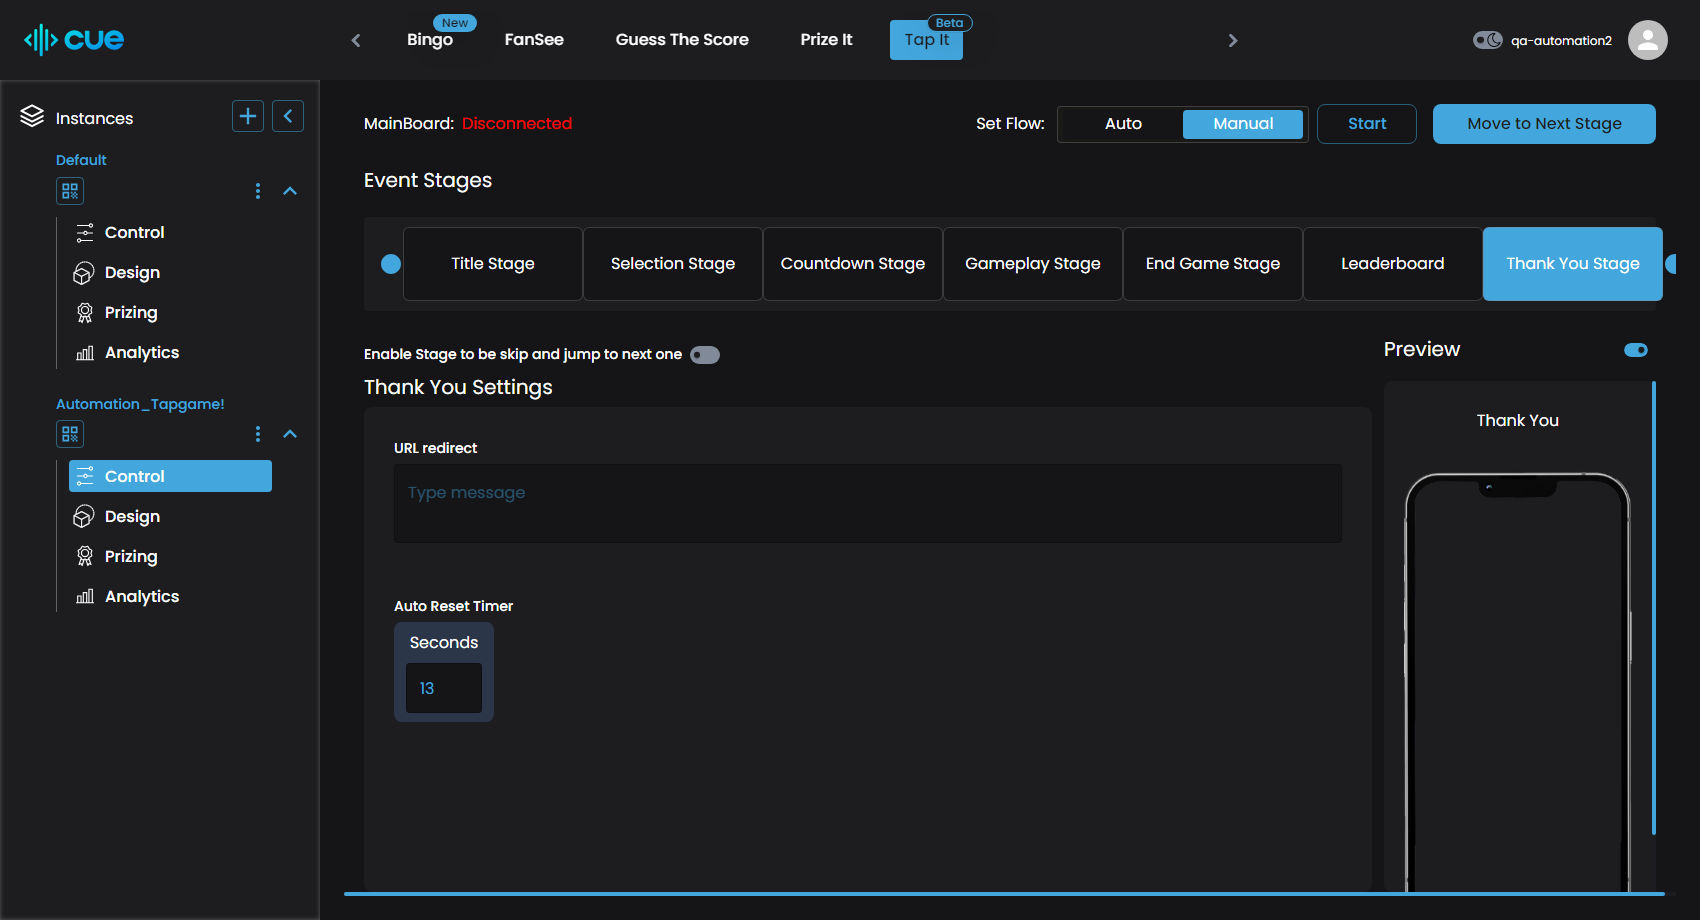 cue
New
Bingo
FanSee
Guess The Score
Prize It
Beta
Tap It
qa-automation2
Instances
Default
Control
Design
Prizing
Analytics
Automation_Tapgame!
Control
Design
Prizing
Analytics
MainBoard: Disconnected
Set Flow:
Auto
Manual
Start
Move to Next Stage
Event Stages
Title Stage
Selection Stage
Countdown Stage
Gameplay Stage
End Game Stage
Leaderboard
Thank You Stage
Enable Stage to be skip and jump to next one
Thank You Settings
URL redirect
Type message
Auto Reset Timer
Seconds
13
Preview
Thank You